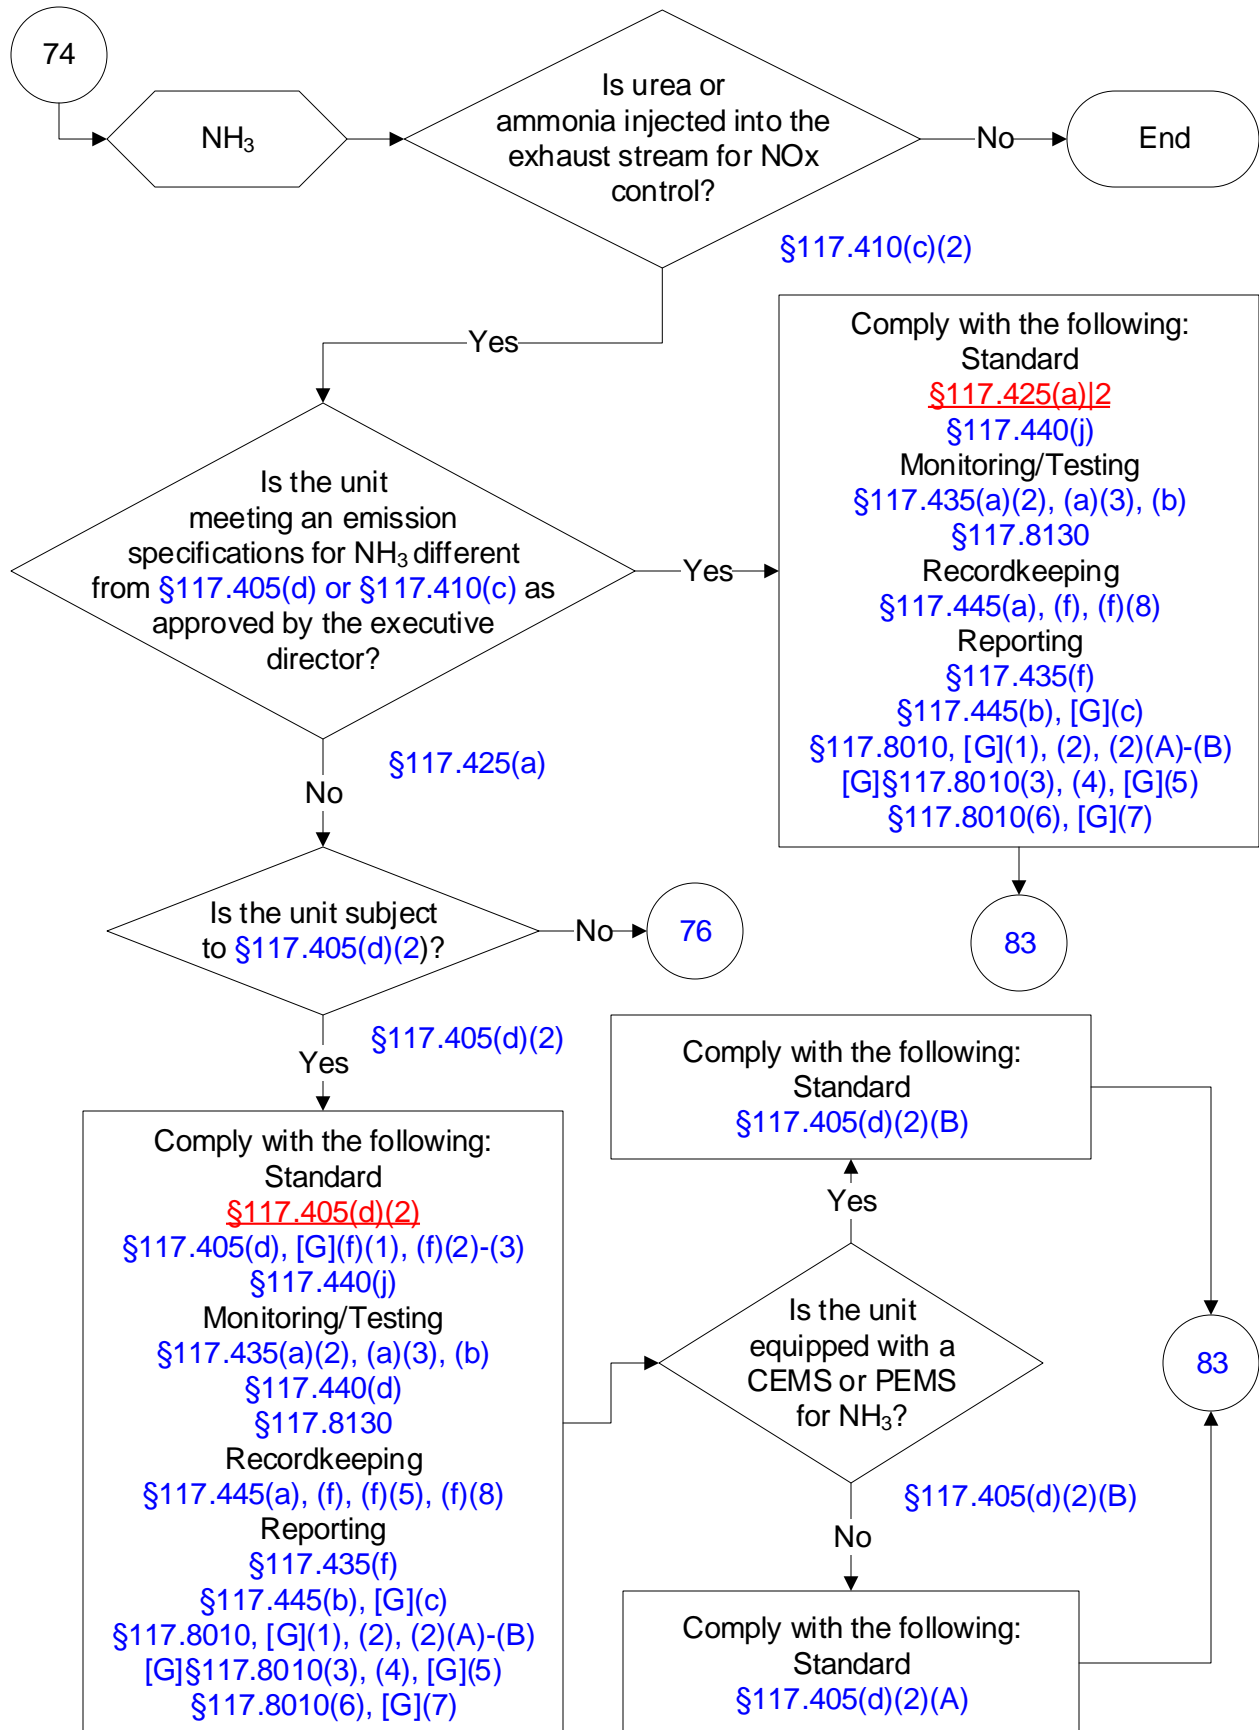 74
NH₃
Is urea or
ammonia injected into the
exhaust stream for NOx
control?
No
End
§117.410(c)(2)
Yes
Comply with the following:
Standard
§117.425(a)|2
§117.440(j)
Monitoring/Testing
§117.435(a)(2), (a)(3), (b)
§117.8130
Recordkeeping
§117.445(a), (f), (f)(8)
Reporting
§117.435(f)
§117.445(b), [G](c)
§117.8010, [G](1), (2), (2)(A)-(B)
[G]§117.8010(3), (4), [G](5)
§117.8010(6), [G](7)
Is the unit
meeting an emission
specifications for NH₃ different
from §117.405(d) or §117.410(c) as
approved by the executive
director?
Yes
§117.425(a)
No
83
Is the unit subject
to §117.405(d)(2)?
No
76
§117.405(d)(2)
Yes
Comply with the following:
Standard
§117.405(d)(2)
§117.405(d), [G](f)(1), (f)(2)-(3)
§117.440(j)
Monitoring/Testing
§117.435(a)(2), (a)(3), (b)
§117.440(d)
§117.8130
Recordkeeping
§117.445(a), (f), (f)(5), (f)(8)
Reporting
§117.435(f)
§117.445(b), [G](c)
§117.8010, [G](1), (2), (2)(A)-(B)
[G]§117.8010(3), (4), [G](5)
§117.8010(6), [G](7)
Comply with the following:
Standard
§117.405(d)(2)(B)
Yes
Is the unit
equipped with a
CEMS or PEMS
for NH₃?
83
§117.405(d)(2)(B)
No
Comply with the following:
Standard
§117.405(d)(2)(A)